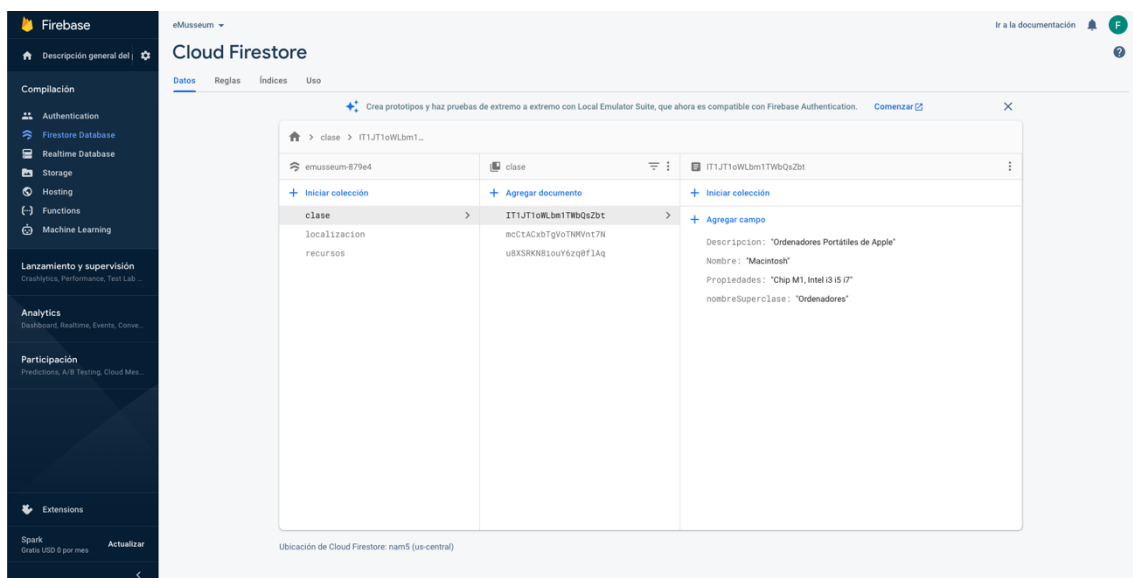 Firebase
Descripción general del
Compilación
Authentication
Firestore Database
Realtime Database
Storage
Hosting
Functions
Machine Learning
Lanzamiento y supervisión
Crashlytics, Performance, Test Lab ...
Analytics
Dashboard, Realtime, Events, Conve...
Participación
Predictions, A/B Testing, Cloud Mes...
Extensions
Spark
Gratis USD 0 por mes
Actualizar
eMusseum
Ir a la documentación
F
Cloud Firestore
Datos Reglas Índices Uso
Crea prototipos y haz pruebas de extremo a extremo con Local Emulator Suite, que ahora es compatible con Firebase Authentication. Comenzar
> clase > IT1JT1oWLbm1...
emusseum-879e4
+ Iniciar colección
clase
localizacion
recursos
clase
+ Agregar documento
IT1JT1oWLbm1TWbQsZbt
mcCtACxbTgVoTNMVnt7N
u8XSRKN8iouY6zq0flAq
IT1JT1oWLbm1TWbQsZbt
+ Iniciar colección
+ Agregar campo
Descripcion: "Ordenadores Portátiles de Apple"
Nombre: "Macintosh"
Propiedades: "Chip M1, Intel i3 i5 i7"
nombreSuperclase: "Ordenadores"
Ubicación de Cloud Firestore: nam5 (us-central)